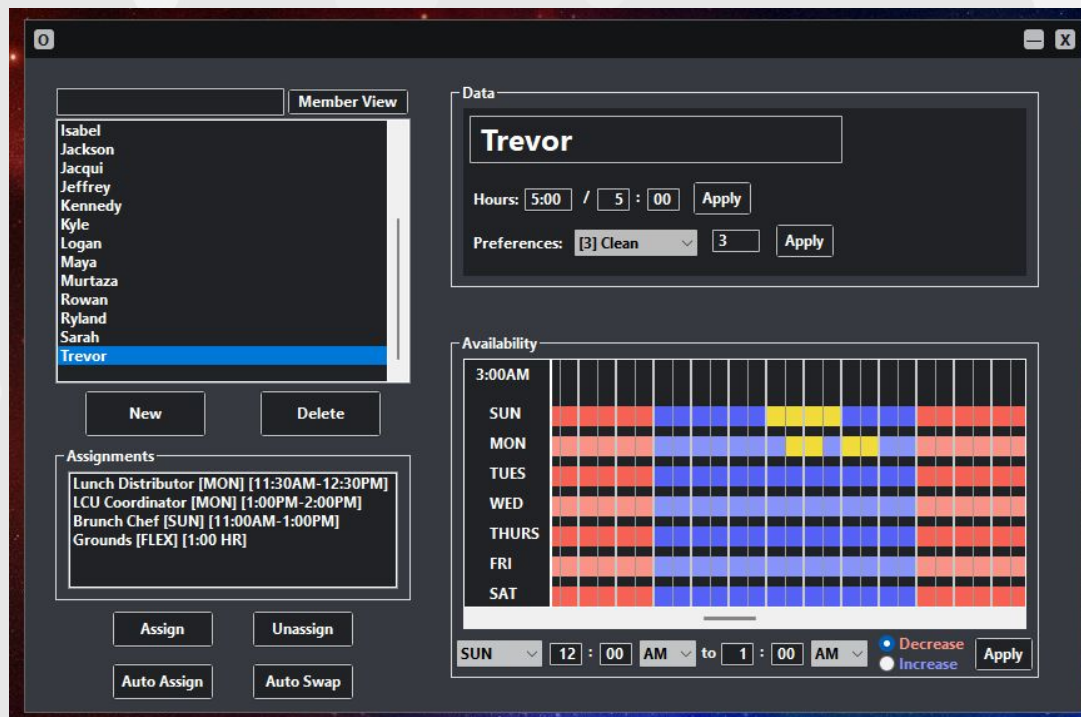 O
— X
Member View
Isabel
Jackson
Jacqui
Jeffrey
Kennedy
Kyle
Logan
Maya
Murtaza
Rowan
Ryland
Sarah
Trevor
New
Delete
Assignments
Lunch Distributor [MON] [11:30AM-12:30PM]
LCU Coordinator [MON] [1:00PM-2:00PM]
Brunch Chef [SUN] [11:00AM-1:00PM]
Grounds [FLEX] [1:00 HR]
Assign
Unassign
Auto Assign
Auto Swap
Data
Trevor
Hours: 5:00 / 5 : 00 Apply
Preferences: [3] Clean 3 Apply
Availability
3:00AM
SUN
MON
TUES
WED
THURS
FRI
SAT
SUN 12 : 00 AM to 1 : 00 AM
Decrease
Increase
Apply